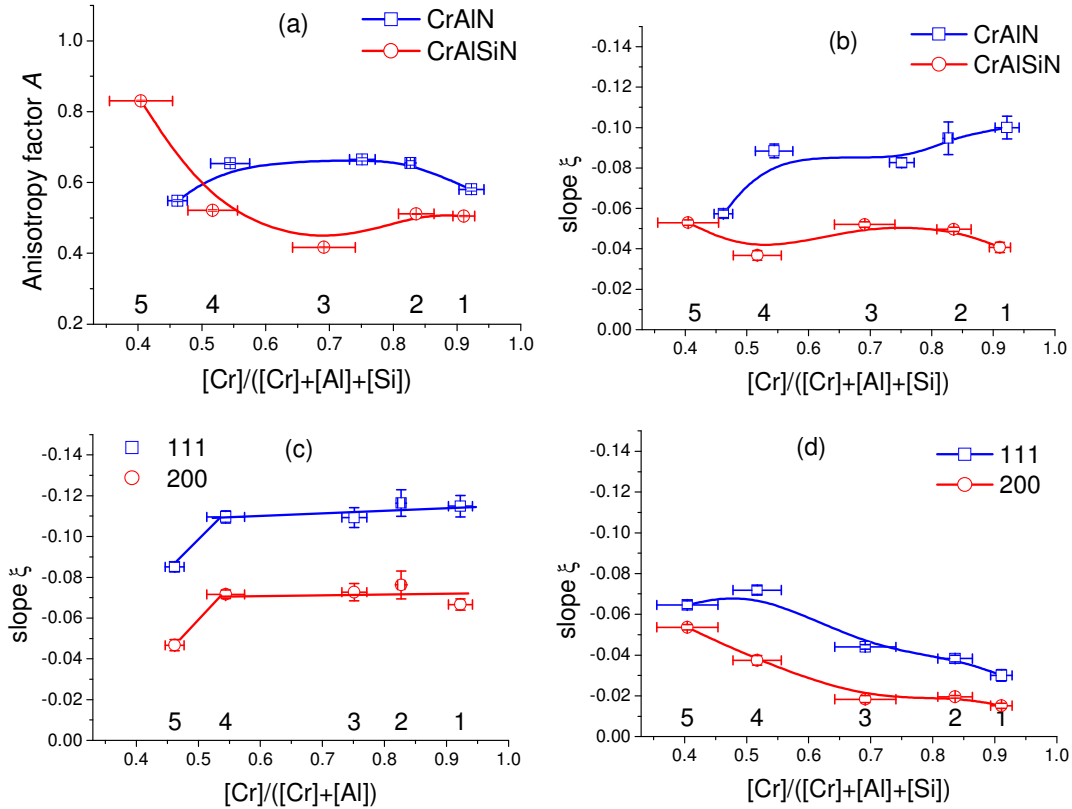 (a)
CrAlN
CrAlSiN
1.0
0.8
0.6
0.4
0.2
Anisotropy factor A
5 4 3 2 1
0.4 0.5 0.6 0.7 0.8 0.9 1.0
[Cr]/([Cr]+[Al]+[Si])
(b)
CrAlN
CrAlSiN
-0.14
-0.12
-0.10
-0.08
-0.06
-0.04
-0.02
0.00
slope ξ
5 4 3 2 1
0.4 0.5 0.6 0.7 0.8 0.9 1.0
[Cr]/([Cr]+[Al]+[Si])
(c)
111
200
-0.14
-0.12
-0.10
-0.08
-0.06
-0.04
-0.02
0.00
slope ξ
5 4 3 2 1
0.4 0.5 0.6 0.7 0.8 0.9 1.0
[Cr]/([Cr]+[Al])
(d)
111
200
-0.14
-0.12
-0.10
-0.08
-0.06
-0.04
-0.02
0.00
slope ξ
5 4 3 2 1
0.4 0.5 0.6 0.7 0.8 0.9 1.0
[Cr]/([Cr]+[Al]+[Si])